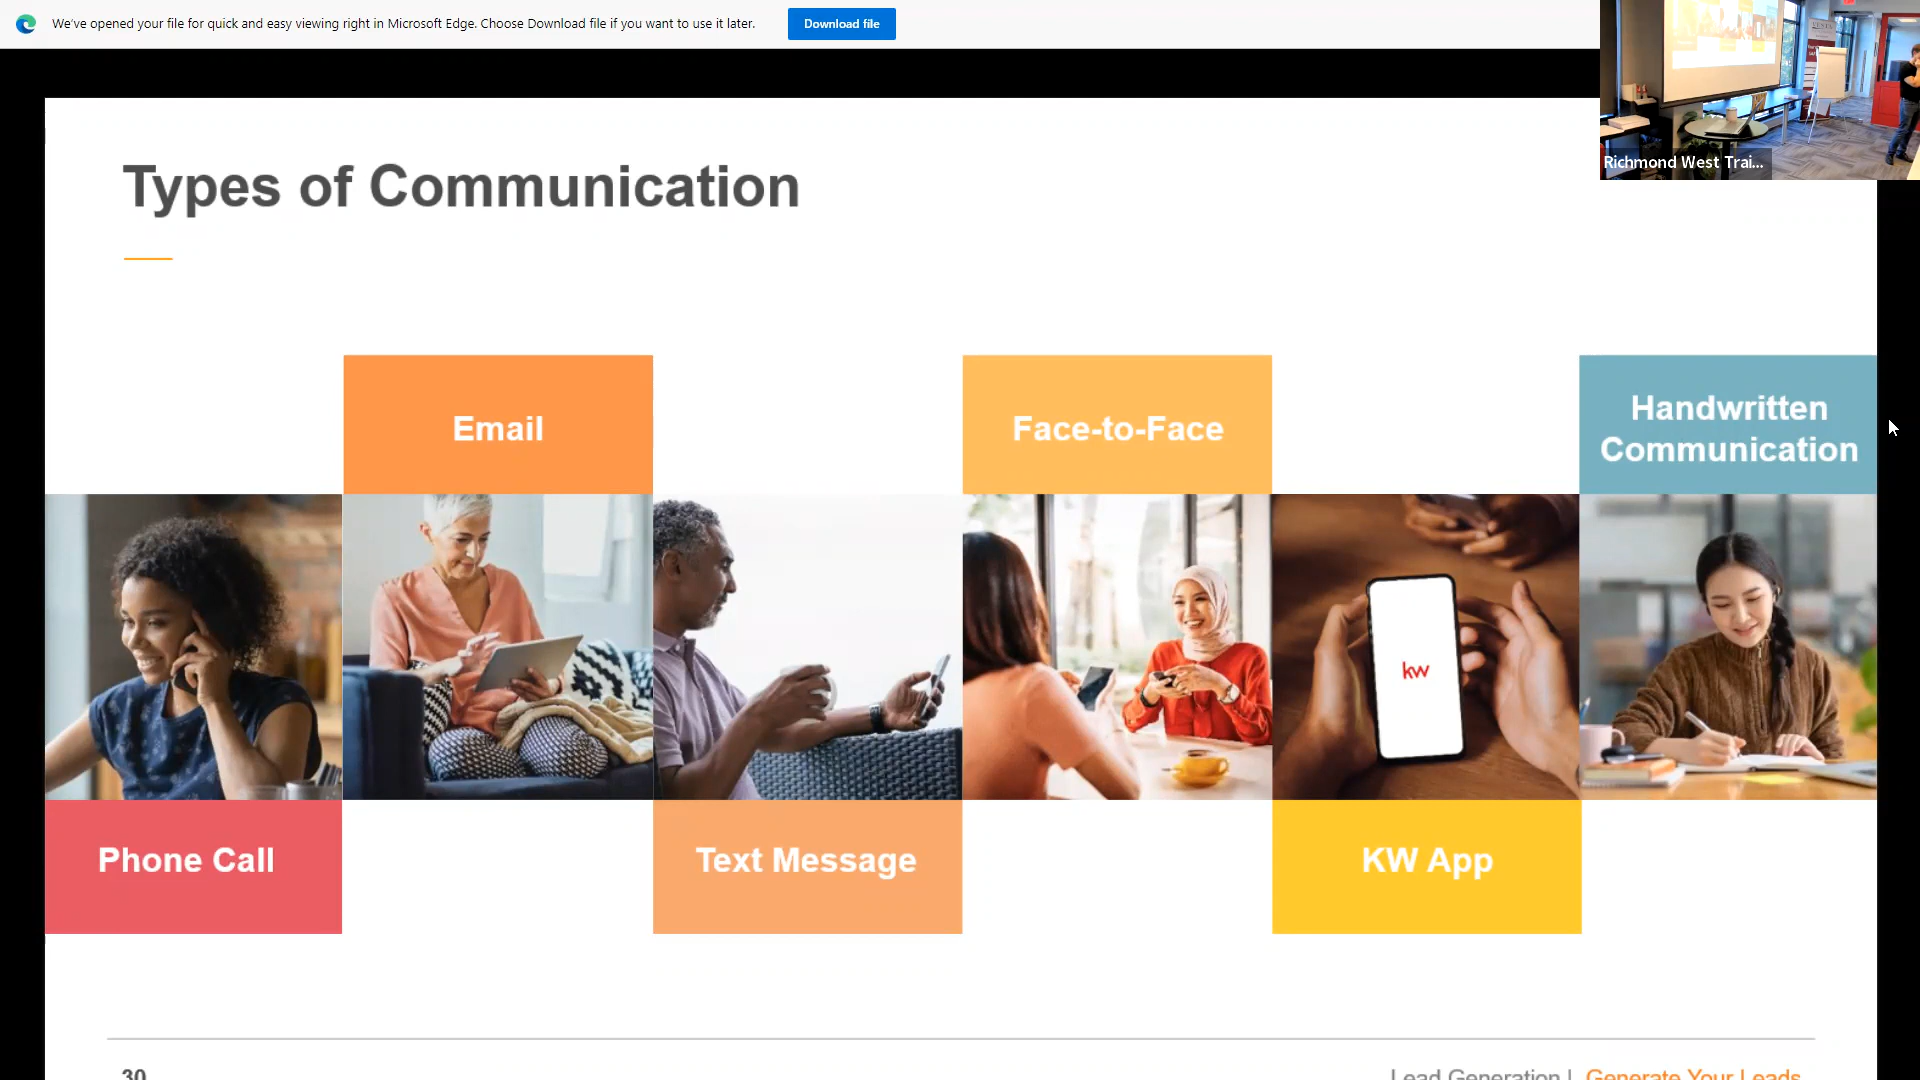 We've opened your file for quick and easy viewing right in Microsoft Edge. Choose Download file if you want to use it later.
Download file
Richmond West Trai...
Types of Communication
Email
Face-to-Face
Handwritten
Communication
kw
Phone Call
Text Message
KW App
30
Lead Generation | Generate Your Leads